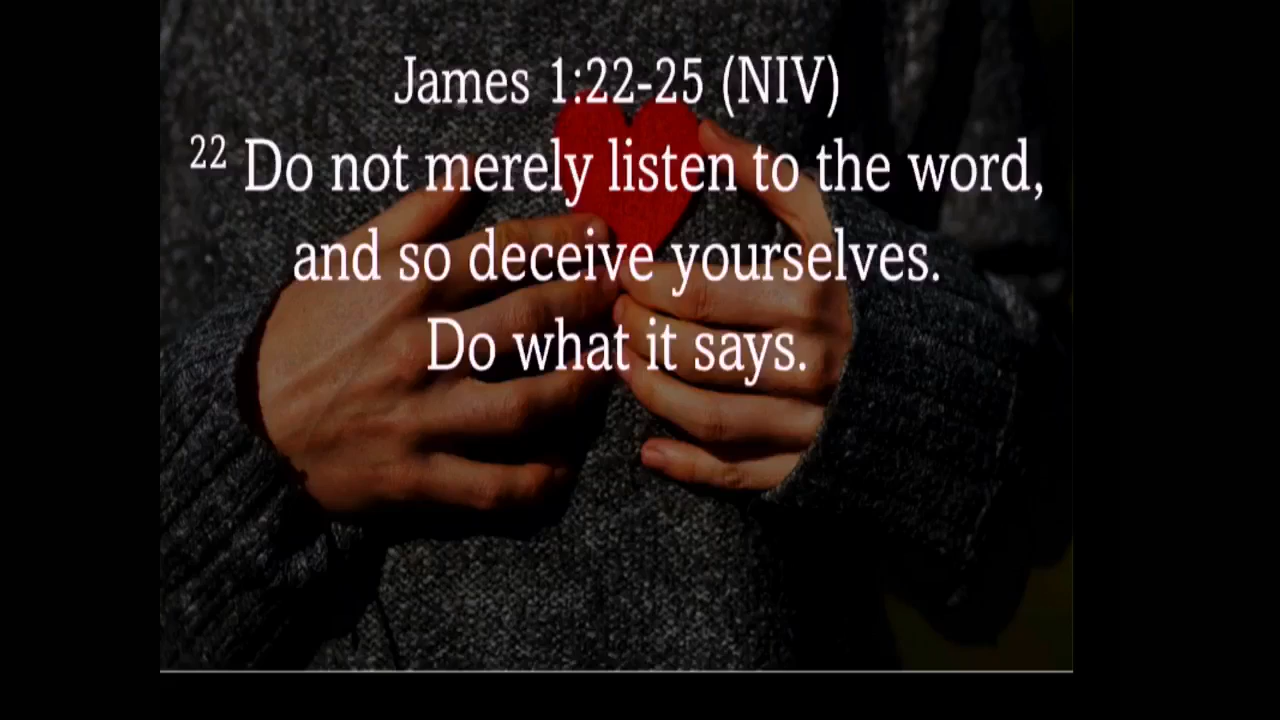 James 1:22-25 (NIV)
22 Do not merely listen to the word,
and so deceive yourselves.
Do what it says.